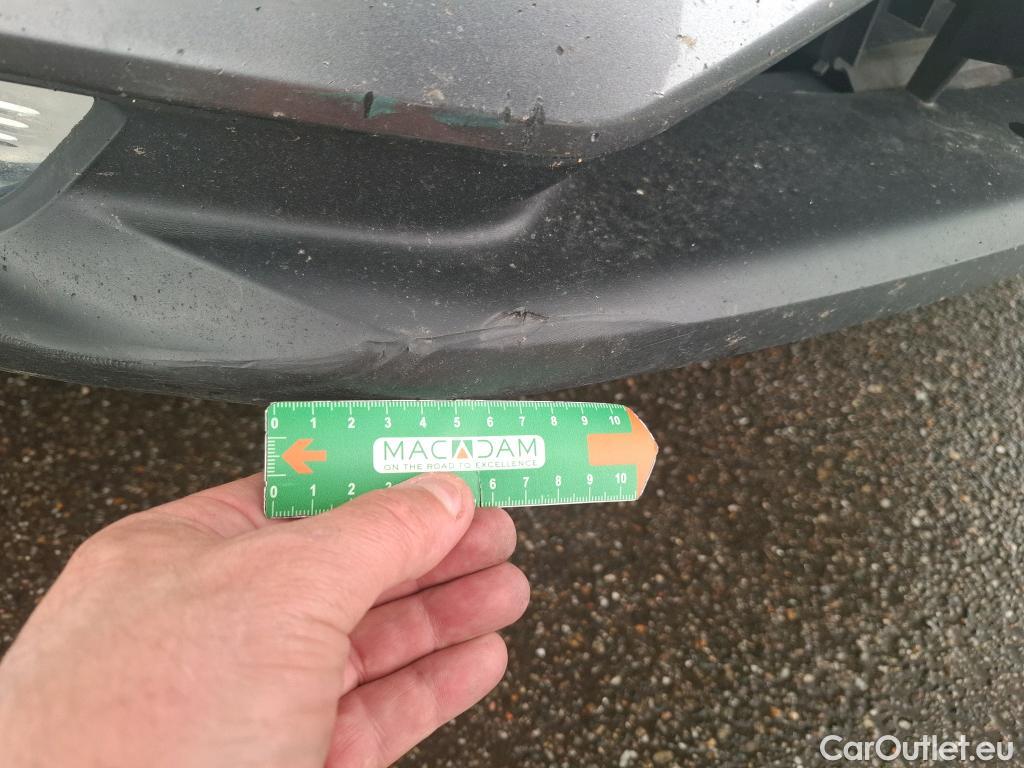 0 1 2 3 4 5 6 7 8 9 10
MACADAM
ON THE ROAD TO EXCELLENCE
0 1 2 3 6 7 8 9 10
CarOutlet.eu